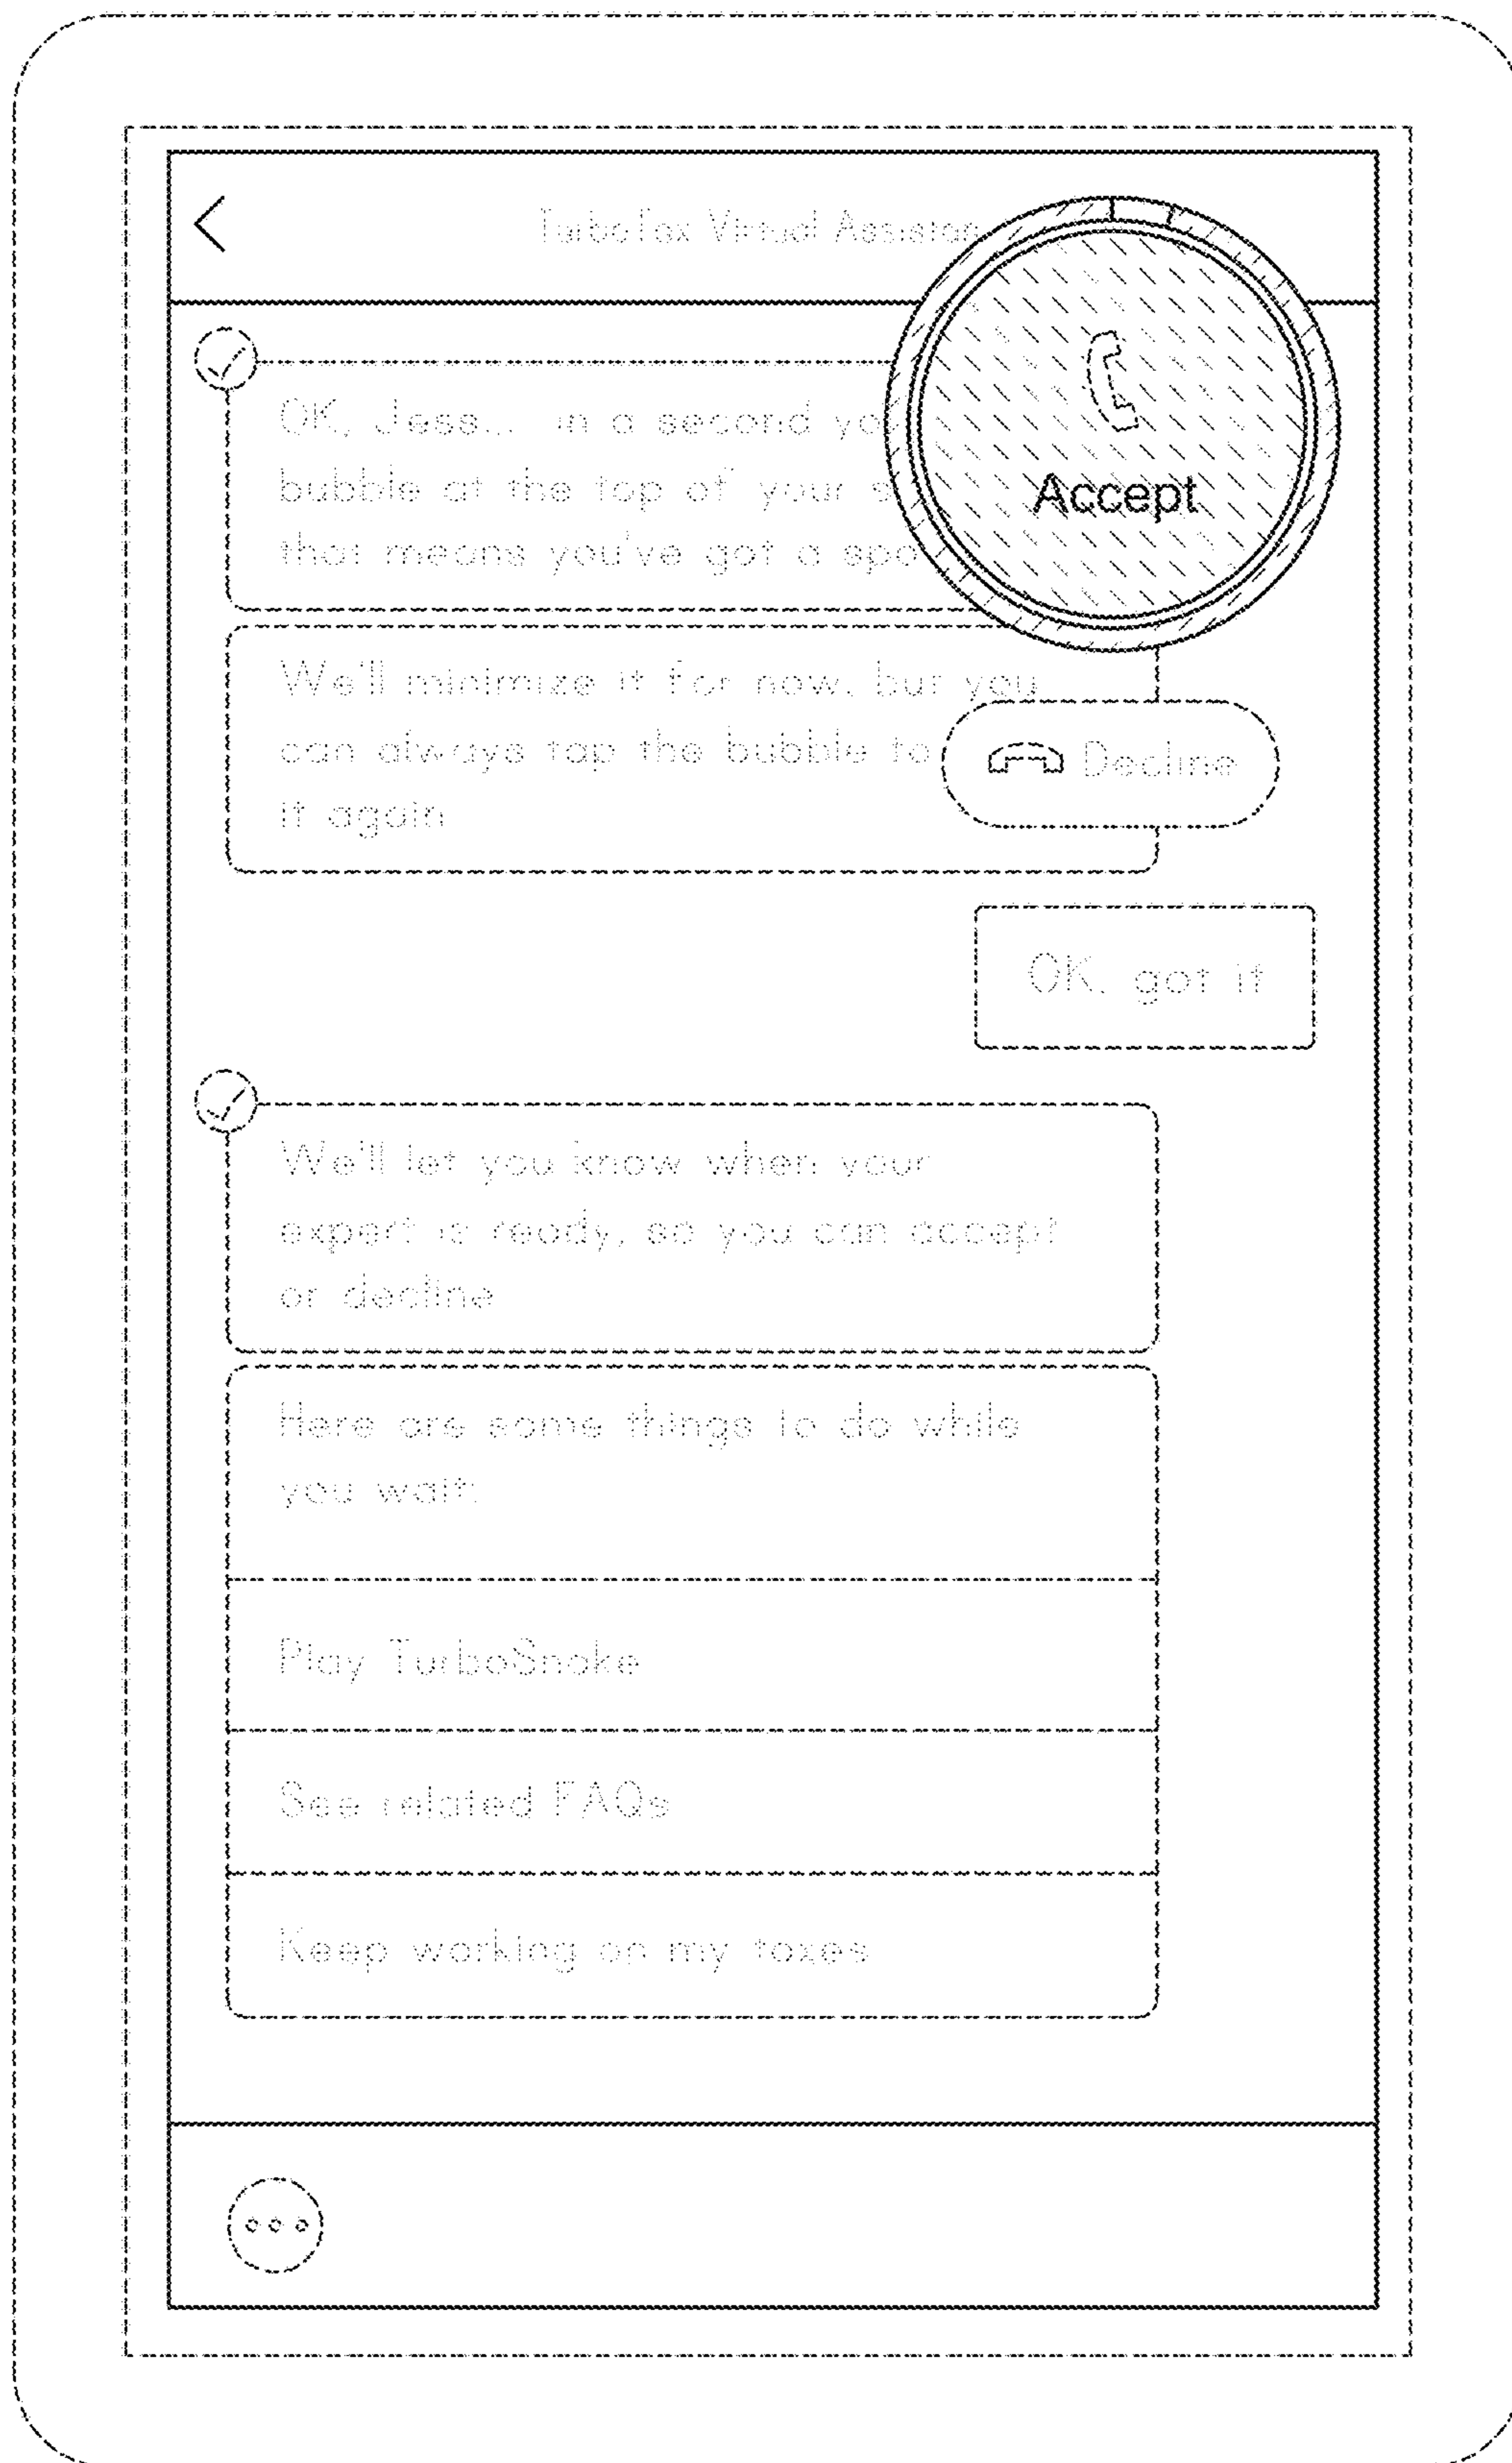 TurboTax Virtual Assistan
Accept
OK, Jess... in a second yo
bubble at the top of your s
that means you've got a spo
We'll minimize it for now, but you
can always tap the bubble to
it again
Decline
OK, got it
We'll let you know when your
expert is ready, so you can accept
or decline
Here are some things to do while
you wait:
Play TurboSnake
See related FAQs
Keep working on my taxes